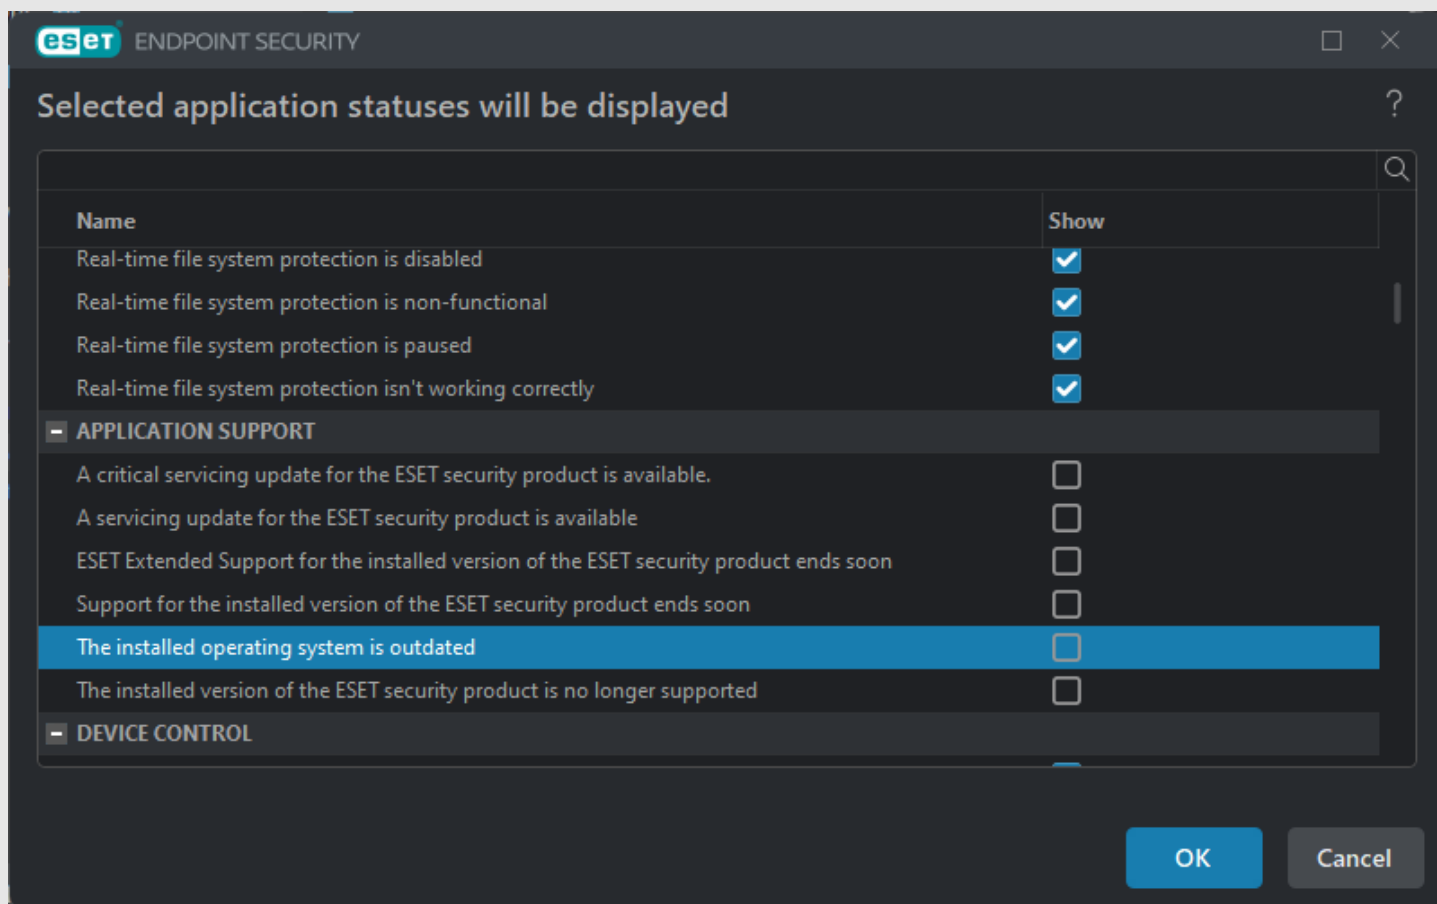 eset ENDPOINT SECURITY
Selected application statuses will be displayed
?
Name Show
Real-time file system protection is disabled
Real-time file system protection is non-functional
Real-time file system protection is paused
Real-time file system protection isn't working correctly
APPLICATION SUPPORT
A critical servicing update for the ESET security product is available.
A servicing update for the ESET security product is available
ESET Extended Support for the installed version of the ESET security product ends soon
Support for the installed version of the ESET security product ends soon
The installed operating system is outdated
The installed version of the ESET security product is no longer supported
DEVICE CONTROL
OK Cancel